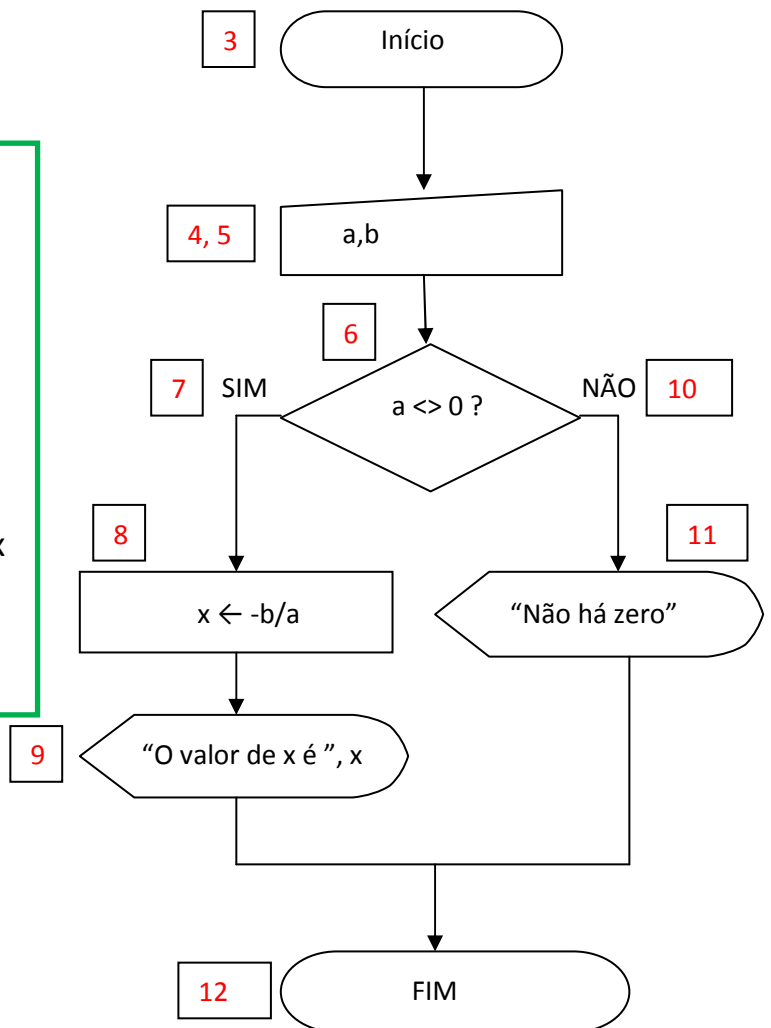 3
Início
4, 5
a,b
6
7
SIM
a <> 0 ?
NÃO
10
8
11
x
x ← -b/a
“Não há zero”
9
“O valor de x é ”, x
12
FIM